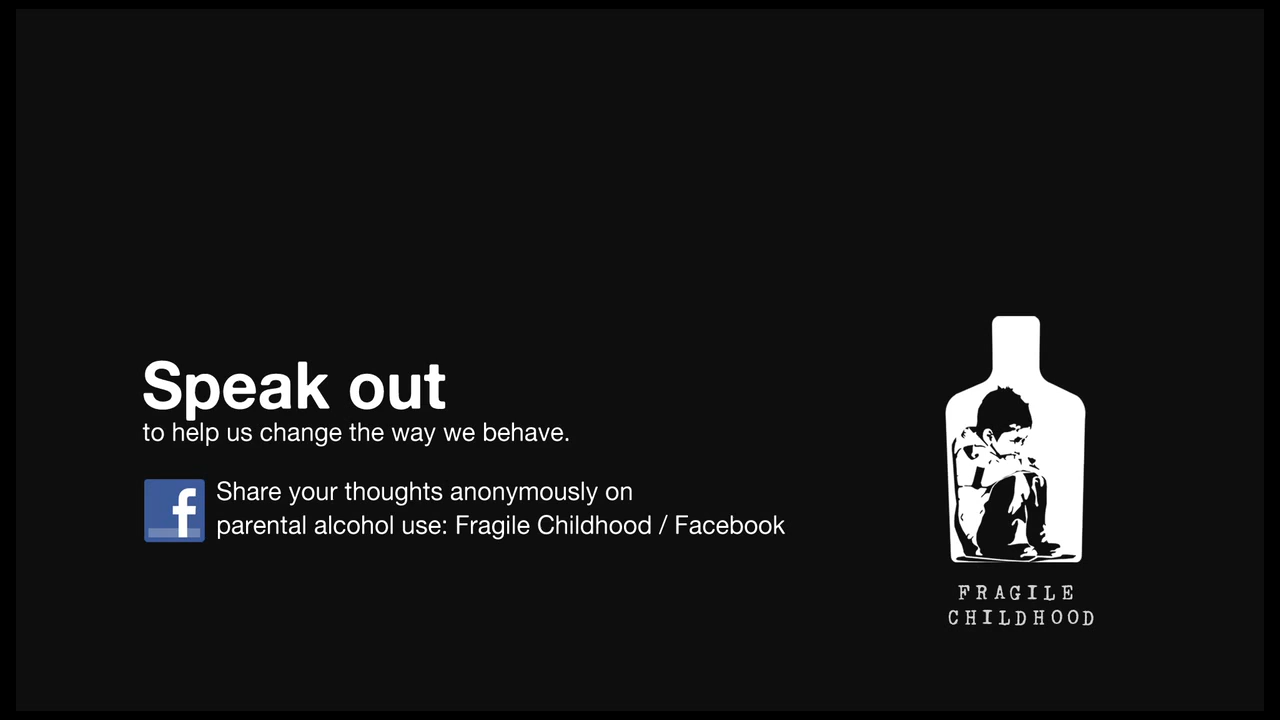 Speak out
to help us change the way we behave.
f Share your thoughts anonymously on
parental alcohol use: Fragile Childhood / Facebook
FRAGILE
CHILDHOOD